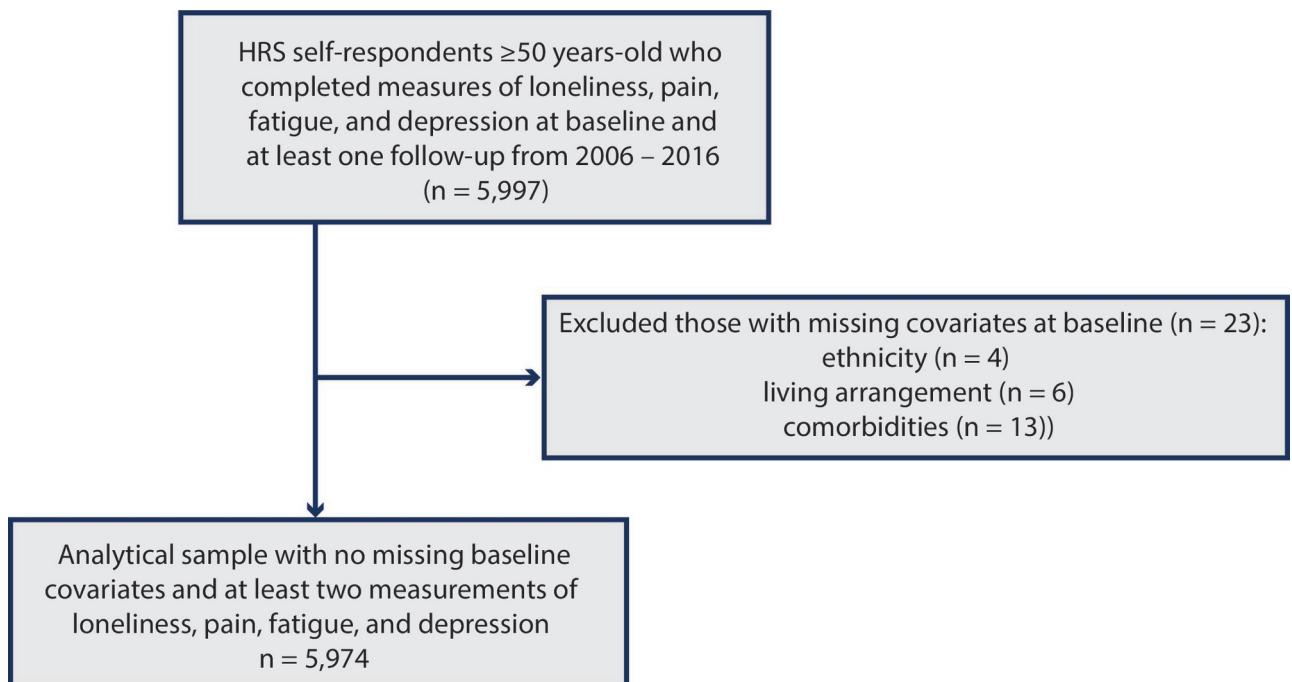 HRS self-respondents ≥50 years-old who
completed measures of loneliness, pain,
fatigue, and depression at baseline and
at least one follow-up from 2006 – 2016
(n = 5,997)
Excluded those with missing covariates at baseline (n = 23):
ethnicity (n = 4)
living arrangement (n = 6)
comorbidities (n = 13))
Analytical sample with no missing baseline
covariates and at least two measurements of
loneliness, pain, fatigue, and depression
n = 5,974